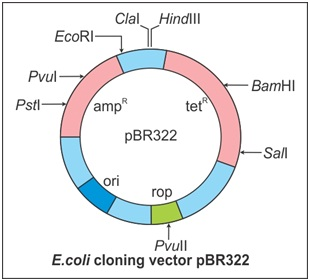 ClaI HindIII
EcoRI
PvuI
BamHI
PstI
amp^R tet^R
pBR322
SalI
ori rop
PvuII
E.coli cloning vector pBR322